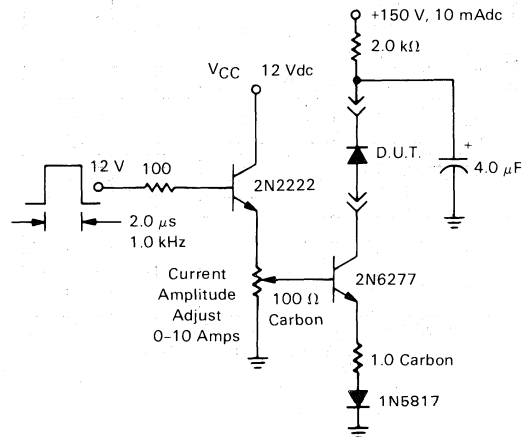 +150 V, 10 mAdc
2.0 kΩ
VCC 12 Vdc
D.U.T.
+
4.0 μF
12 V
100
2N2222
2.0 μs
1.0 kHz
Current
Amplitude
Adjust
0-10 Amps
100 Ω
Carbon
2N6277
1.0 Carbon
1N5817